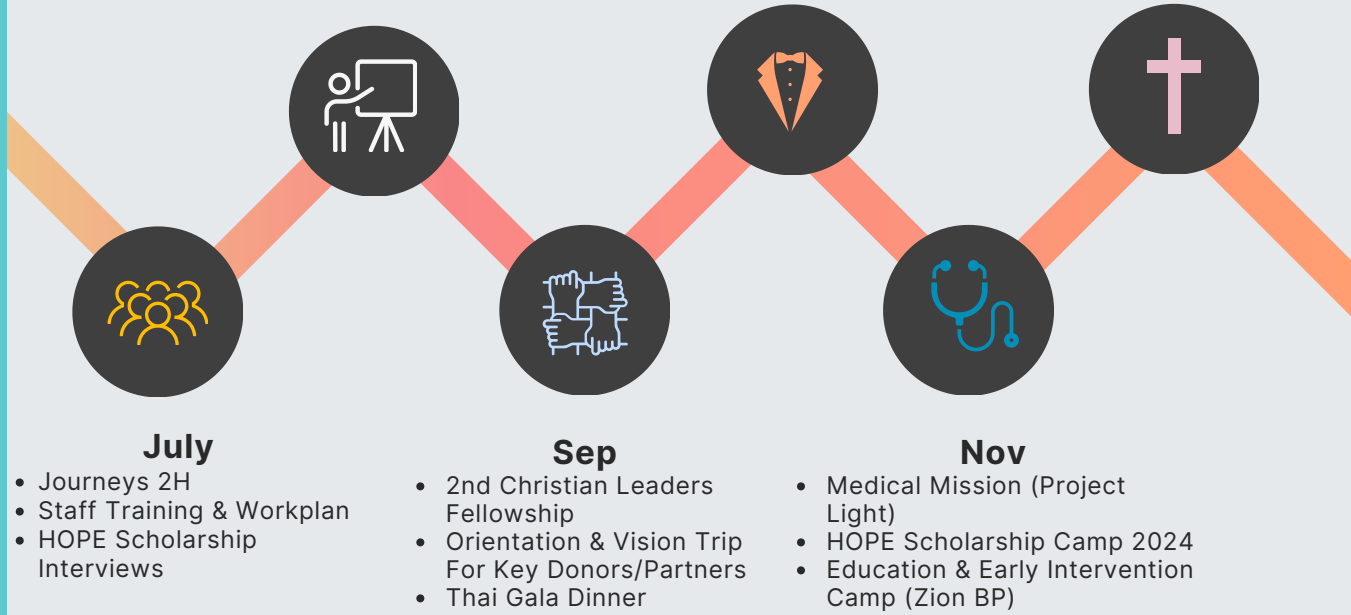 July
• Journeys 2H
• Staff Training & Workplan
• HOPE Scholarship
Interviews
Sep
• 2nd Christian Leaders
Fellowship
• Orientation & Vision Trip
For Key Donors/Partners
• Thai Gala Dinner
Nov
• Medical Mission (Project
Light)
• HOPE Scholarship Camp 2024
• Education & Early Intervention
Camp (Zion BP)